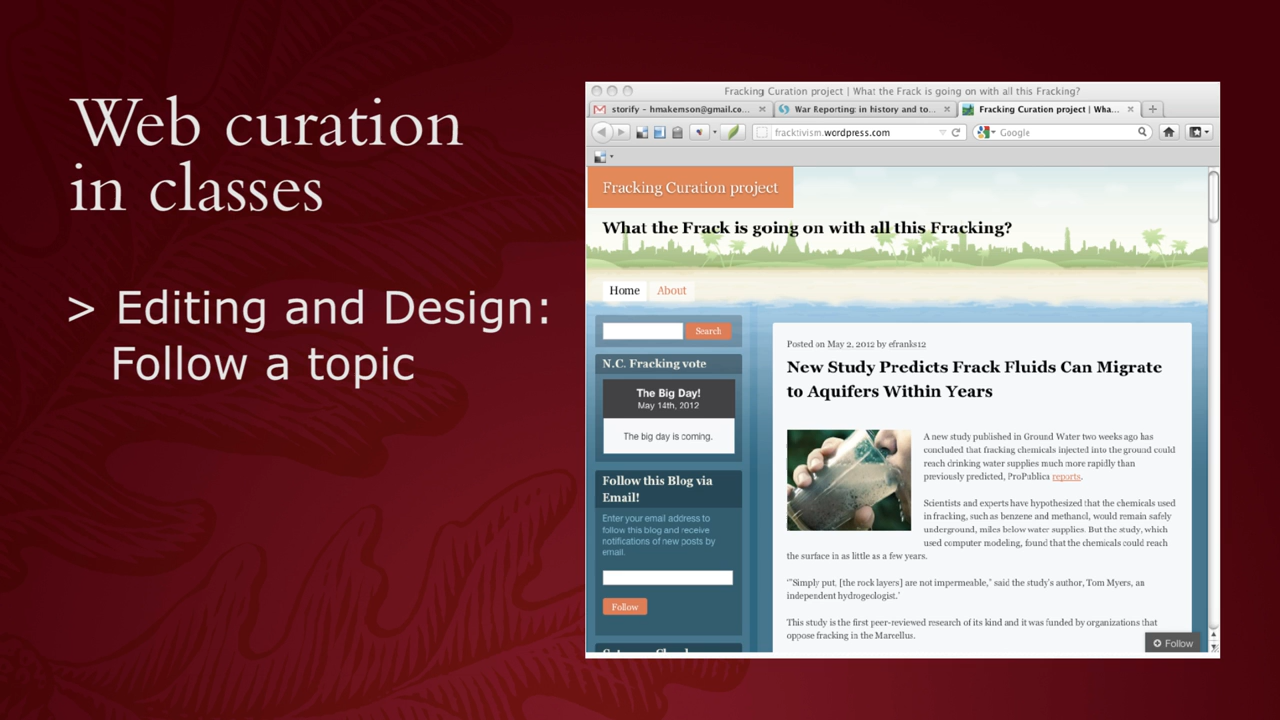 Web curation
in classes
> Editing and Design:
Follow a topic
Fracking Curation project | What the Frack is going on with all this Fracking?
storify – hmakemson@gmail.co...
War Reporting: in history and to...
Fracking Curation project | Wha...
fracktivism.wordpress.com
Google
Fracking Curation project
What the Frack is going on with all this Fracking?
Home
About
Search
N.C. Fracking vote
The Big Day!
May 14th, 2012
The big day is coming.
Follow this Blog via
Email!
Enter your email address to
follow this blog and receive
notifications of new posts by
email.
Follow
Posted on May 2, 2012 by efranks12
New Study Predicts Frack Fluids Can Migrate
to Aquifers Within Years
A new study published in Ground Water two weeks ago has
concluded that fracking chemicals injected into the ground could
reach drinking water supplies much more rapidly than
previously predicted, ProPublica reports.
Scientists and experts have hypothesized that the chemicals used
in fracking, such as benzene and methanol, would remain safely
underground, miles below water supplies. But the study, which
used computer modeling, found that the chemicals could reach
the surface in as little as a few years.
"'Simply put, [the rock layers] are not impermeable," said the study's author, Tom Myers, an
independent hydrogeologist.'
This study is the first peer-reviewed research of its kind and it was funded by organizations that
oppose fracking in the Marcellus.
Follow